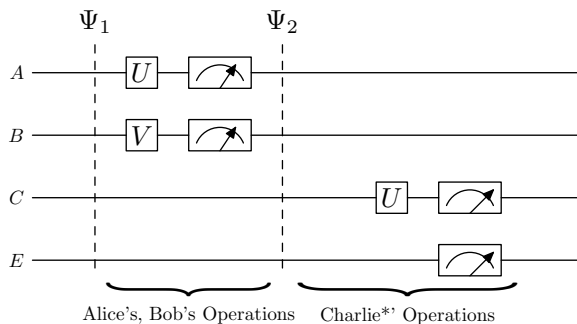 Ψ1 Ψ2
A U
B V
C U
E
Alice's, Bob's Operations Charlie*' Operations